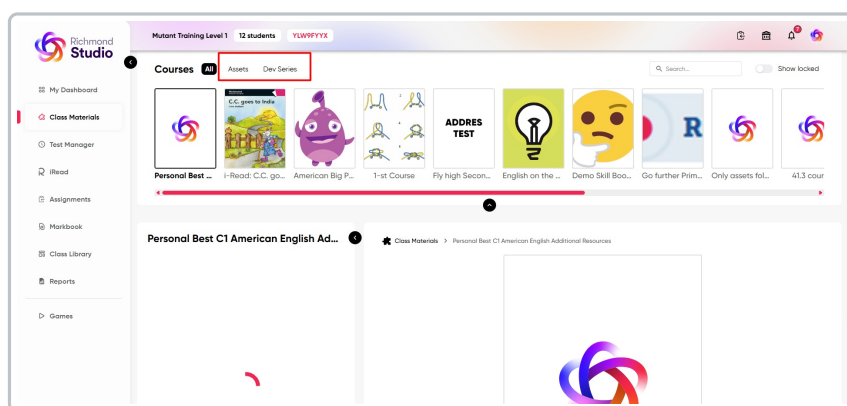 Richmond
Studio
Mutant Training Level 1 12 students YLW9FYYX
7
Courses All Assets Dev Series
Search...
Show locked
My Dashboard
Class Materials
Test Manager
iRead
Assignments
Markbook
Class Library
Reports
Games
C.C. goes to India
ADDRES
TEST
R
Personal Best ... i-Read: C.C. go... American Big P... 1-st Course Fly high Secon... English on the ... Demo Skill Boo... Go further Prim... Only assets fol... 41.3 cour
Personal Best C1 American English Ad...
Class Materials > Personal Best C1 American English Additional Resources